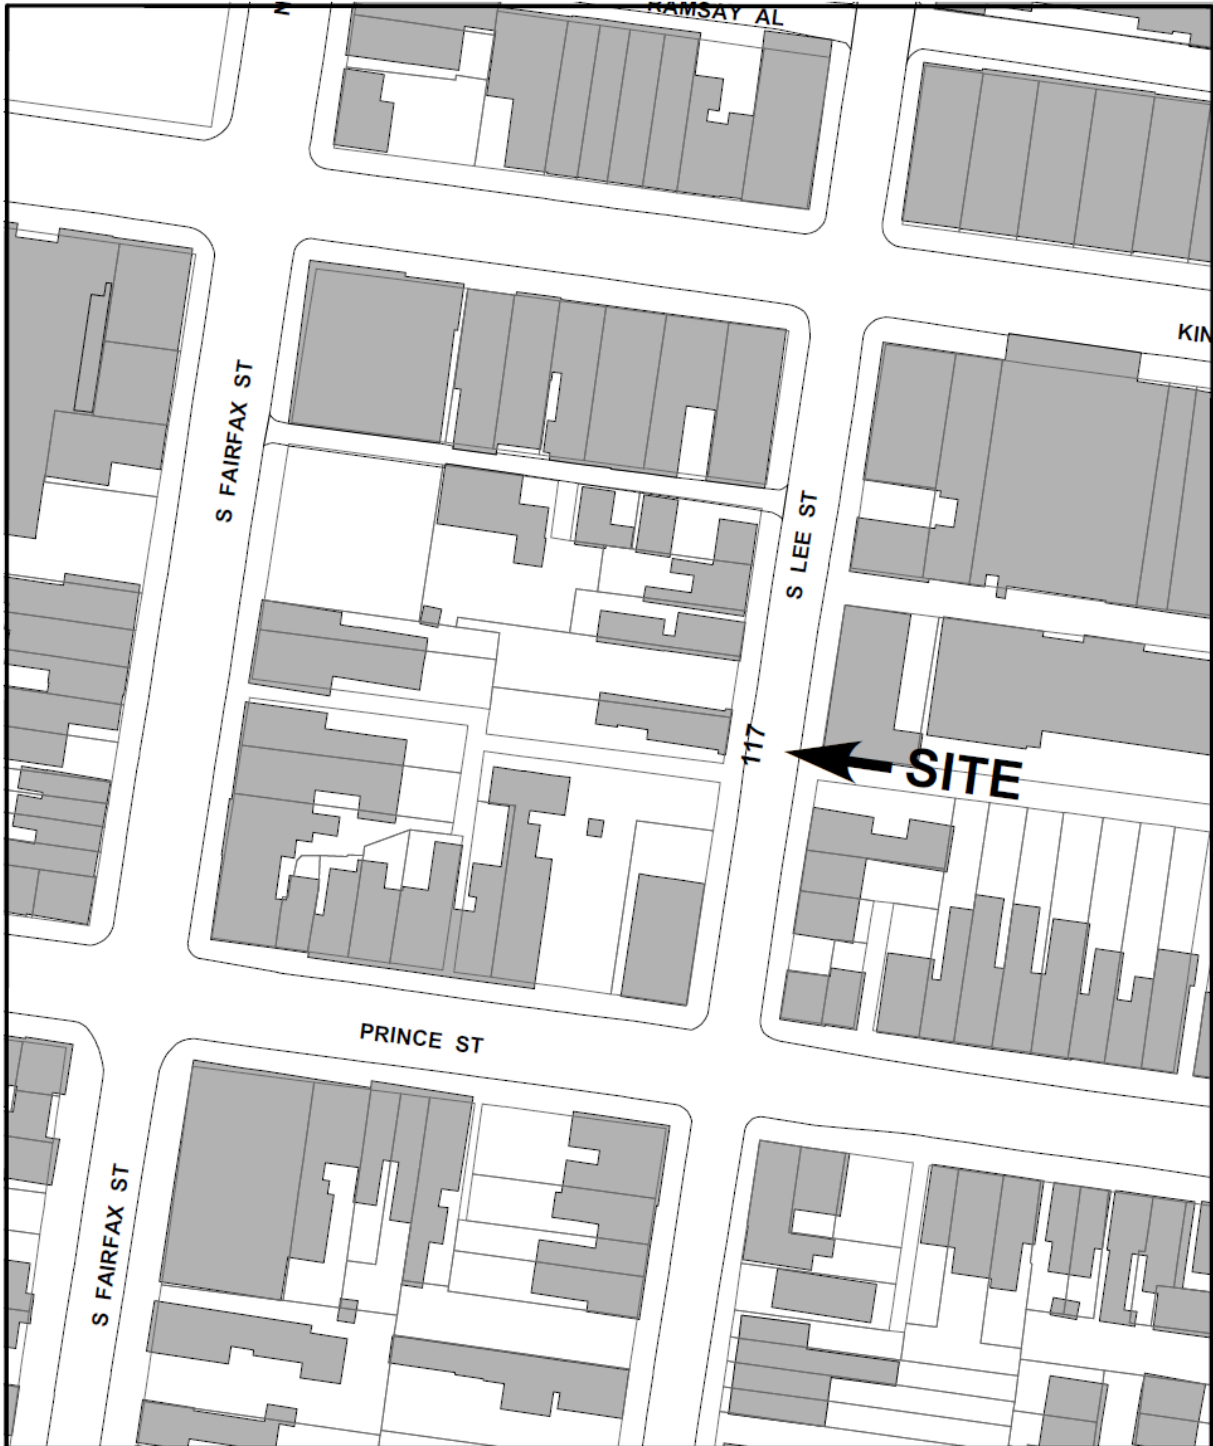 N
RAMSAY AL
KIN
S FAIRFAX ST
S LEE ST
117
SITE
PRINCE ST
S FAIRFAX ST